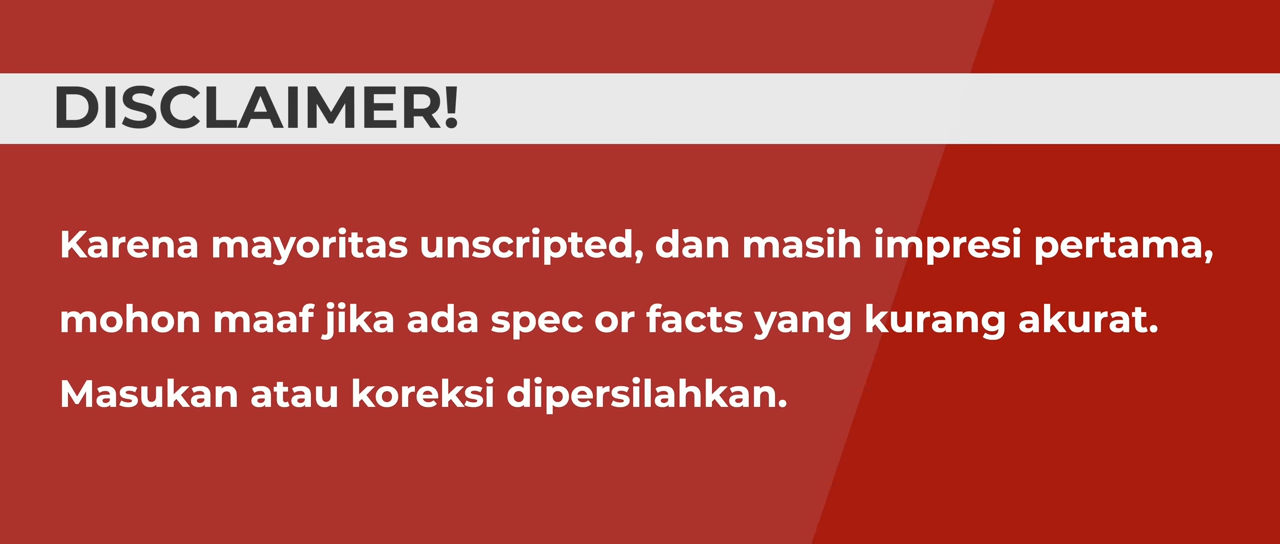 DISCLAIMER!
Karena mayoritas unscripted, dan masih impresi pertama,
mohon maaf jika ada spec or facts yang kurang akurat.
Masukan atau koreksi dipersilahkan.